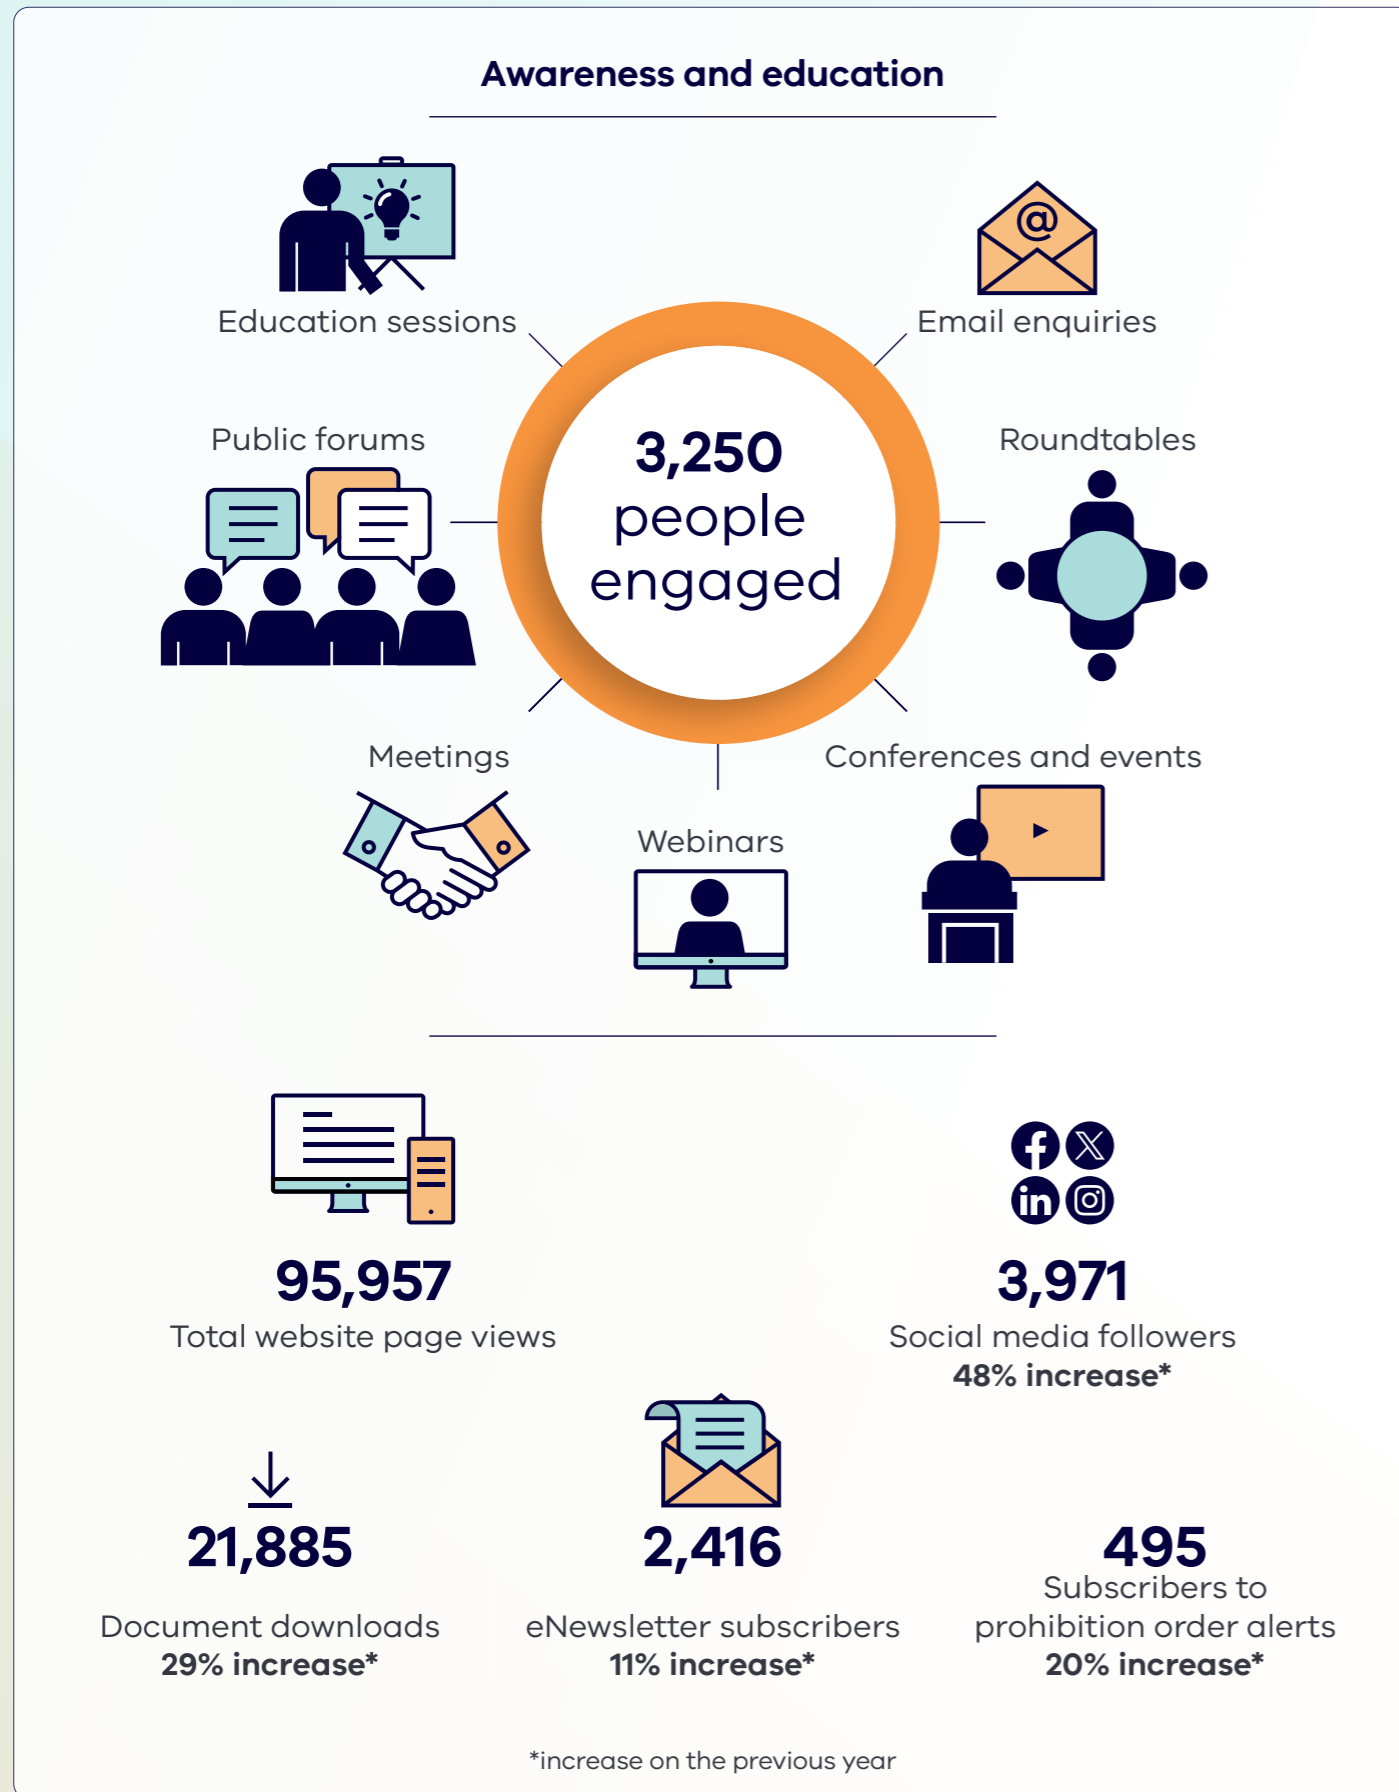 Awareness and education
Education sessions
Email enquiries
Public forums
Roundtables
3,250
people
engaged
Meetings
Conferences and events
Webinars
95,957
Total website page views
3,971
Social media followers
48% increase*
21,885
Document downloads
29% increase*
2,416
eNewsletter subscribers
11% increase*
495
Subscribers to
prohibition order alerts
20% increase*
*increase on the previous year